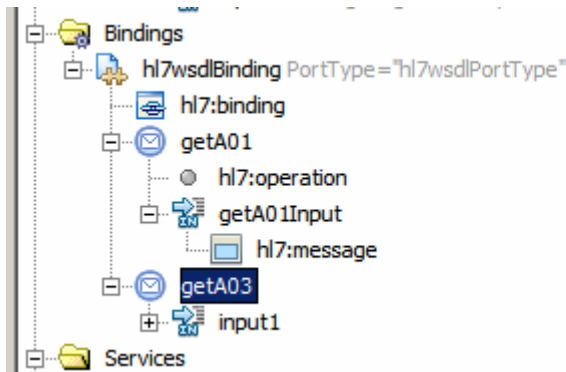 Bindings
hl7wsdlBinding PortType="hl7wsdlPortType"
hl7:binding
getA01
hl7:operation
getA01Input
hl7:message
getA03
input1
Services